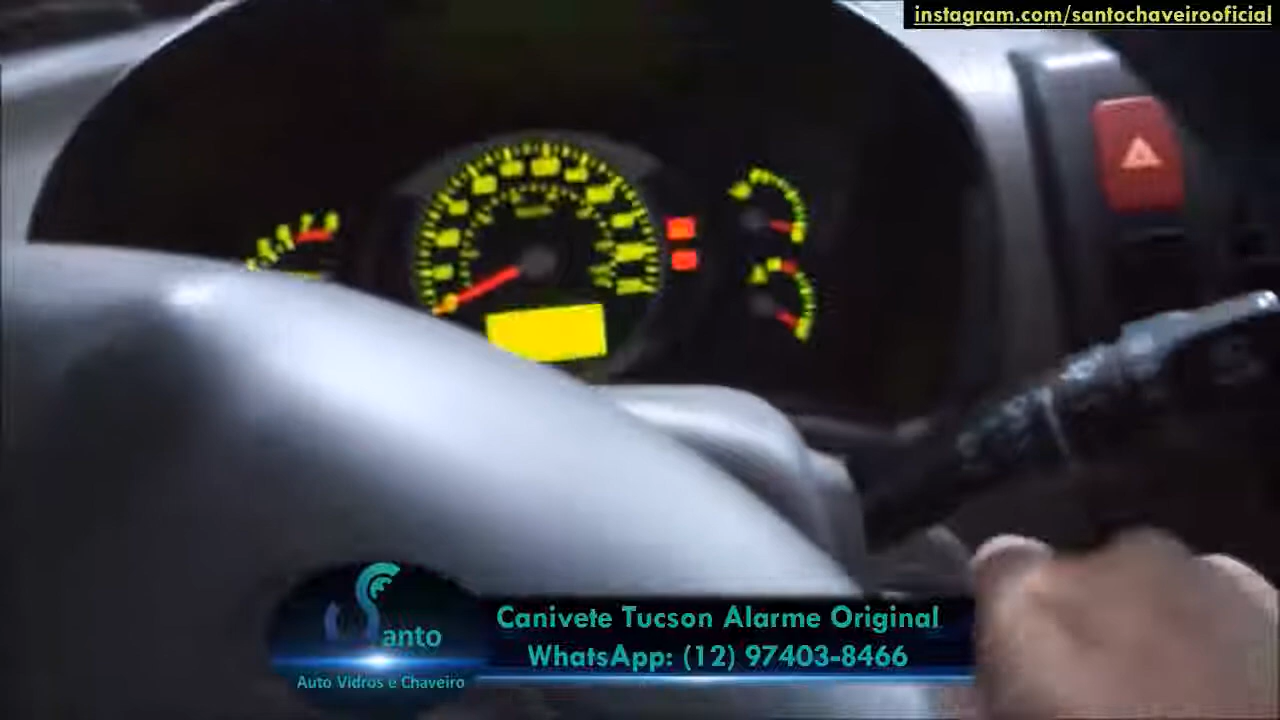 instagram.com/santochaveirooficial
Canivete Tucson Alarme Original
WhatsApp: (12) 97403-8466
Santo
Auto Vidros e Chaveiro